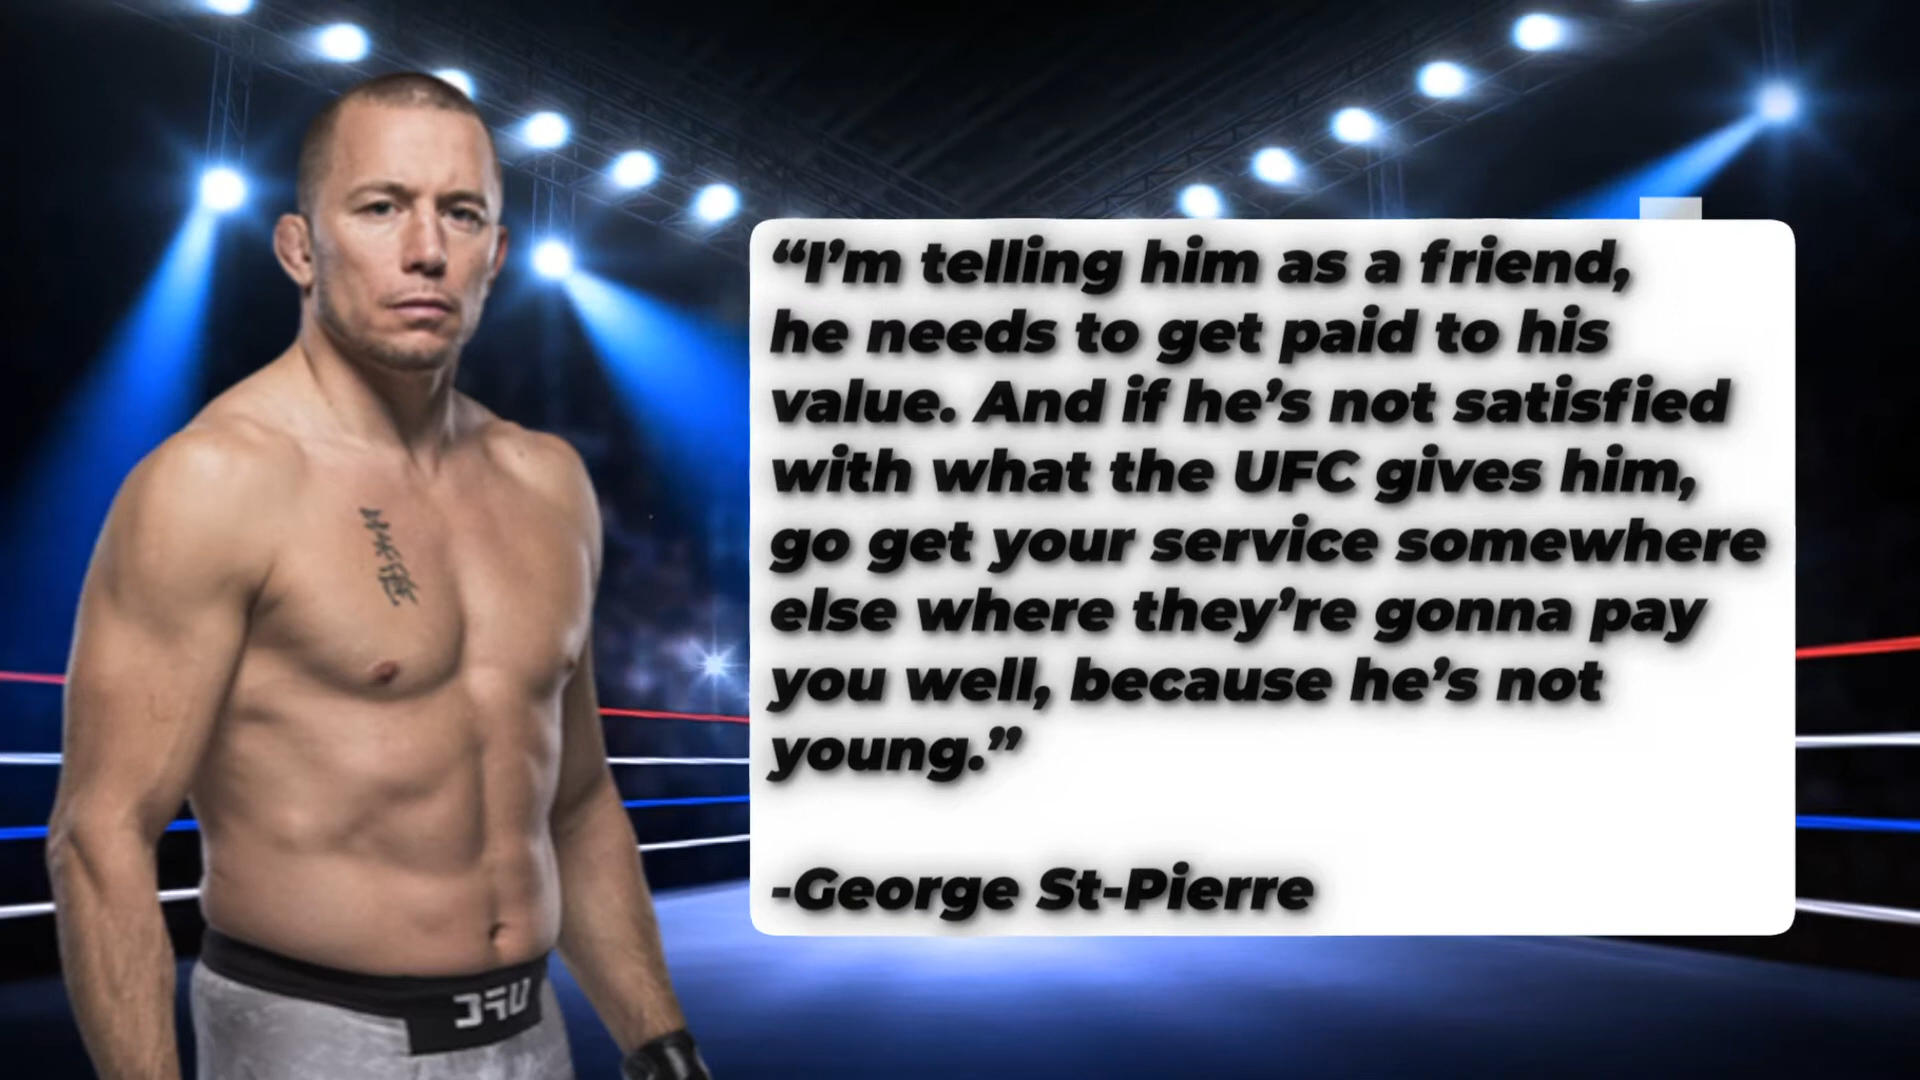 “I’m telling him as a friend,
he needs to get paid to his
value. And if he’s not satisfied
with what the UFC gives him,
go get your service somewhere
else where they’re gonna pay
you well, because he’s not
young.”
-George St-Pierre
UFC